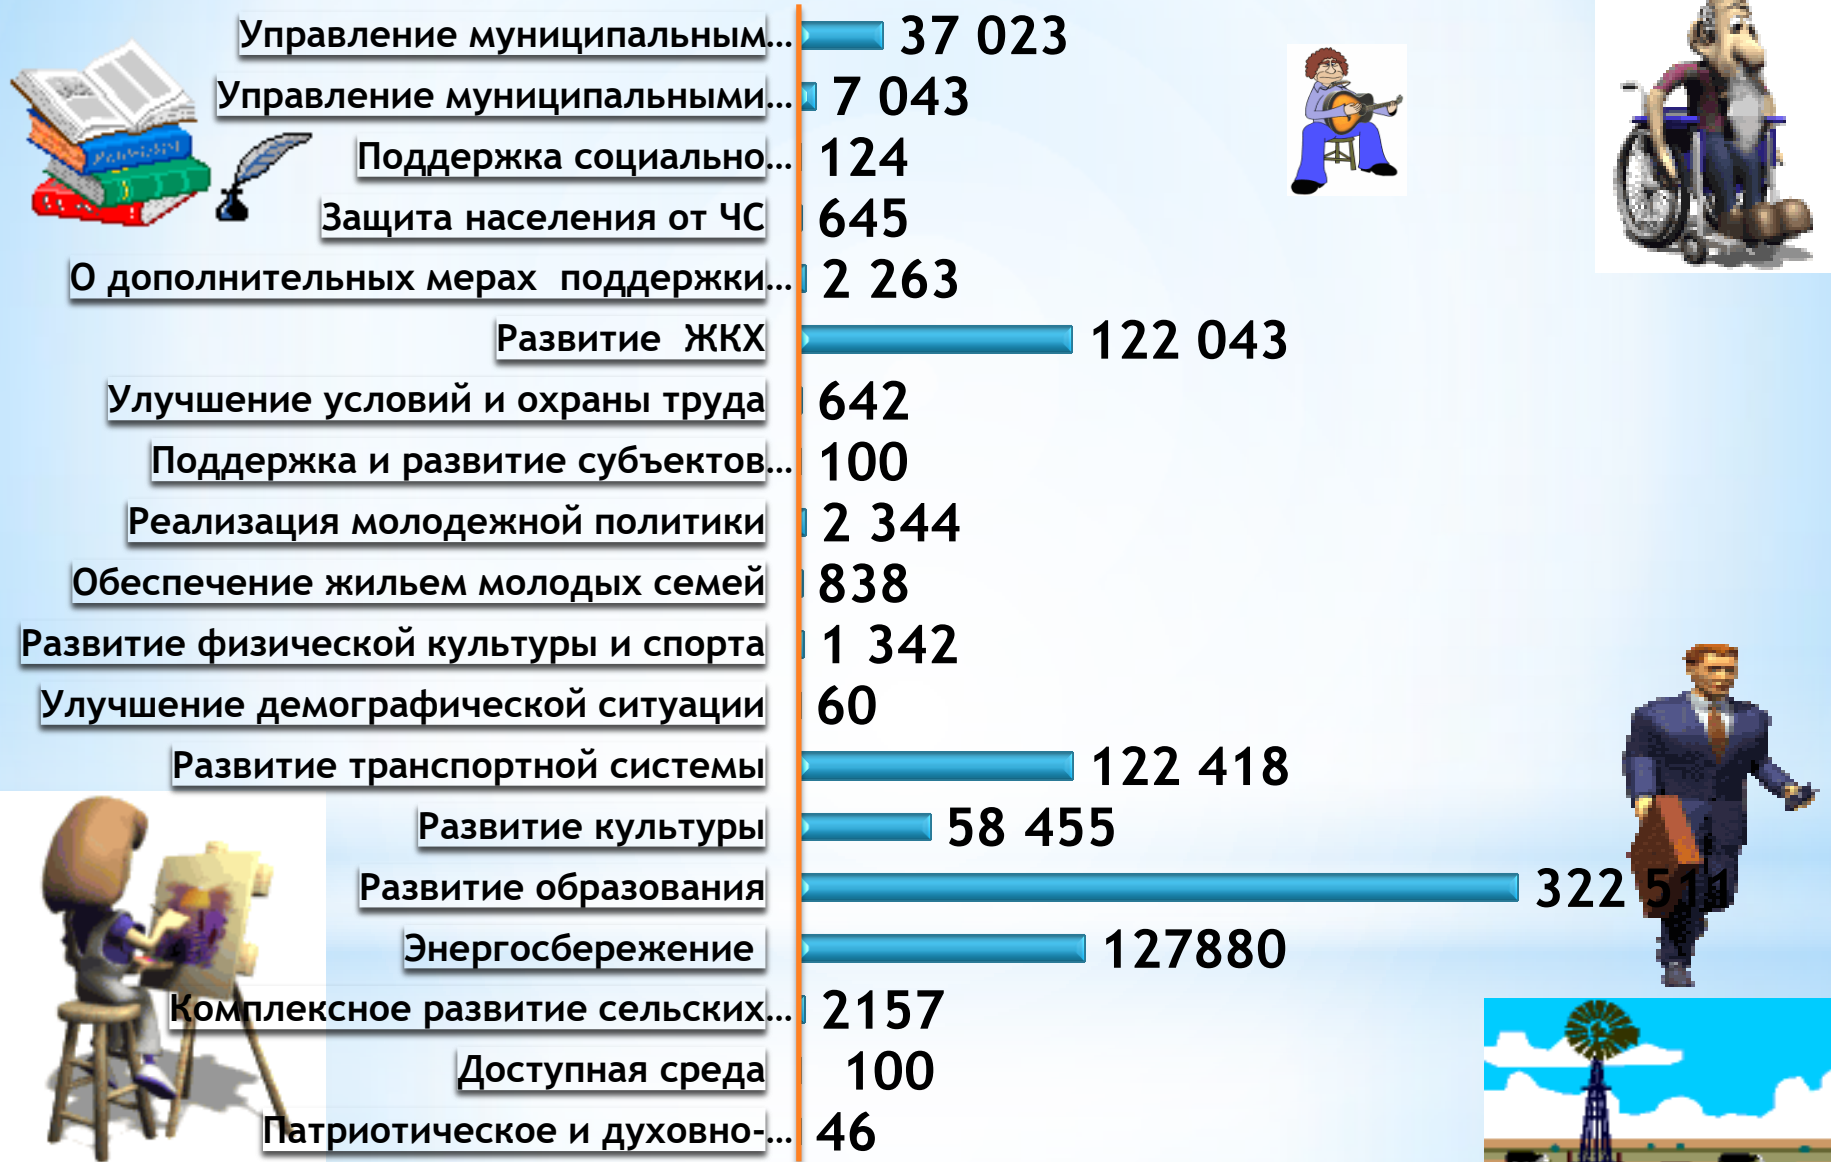 Управление муниципальным... 37 023
Управление муниципальными... 7 043
Поддержка социально... 124
Защита населения от ЧС 645
О дополнительных мерах  поддержки... 2 263
Развитие  ЖКХ 122 043
Улучшение условий и охраны труда 642
Поддержка и развитие субъектов... 100
Реализация молодежной политики 2 344
Обеспечение жильем молодых семей 838
Развитие физической культуры и спорта 1 342
Улучшение демографической ситуации 60
Развитие транспортной системы 122 418
Развитие культуры 58 455
Развитие образования 322 511
Энергосбережение 127880
Комплексное развитие сельских... 2157
Доступная среда 100
Патриотическое и духовно-... 46